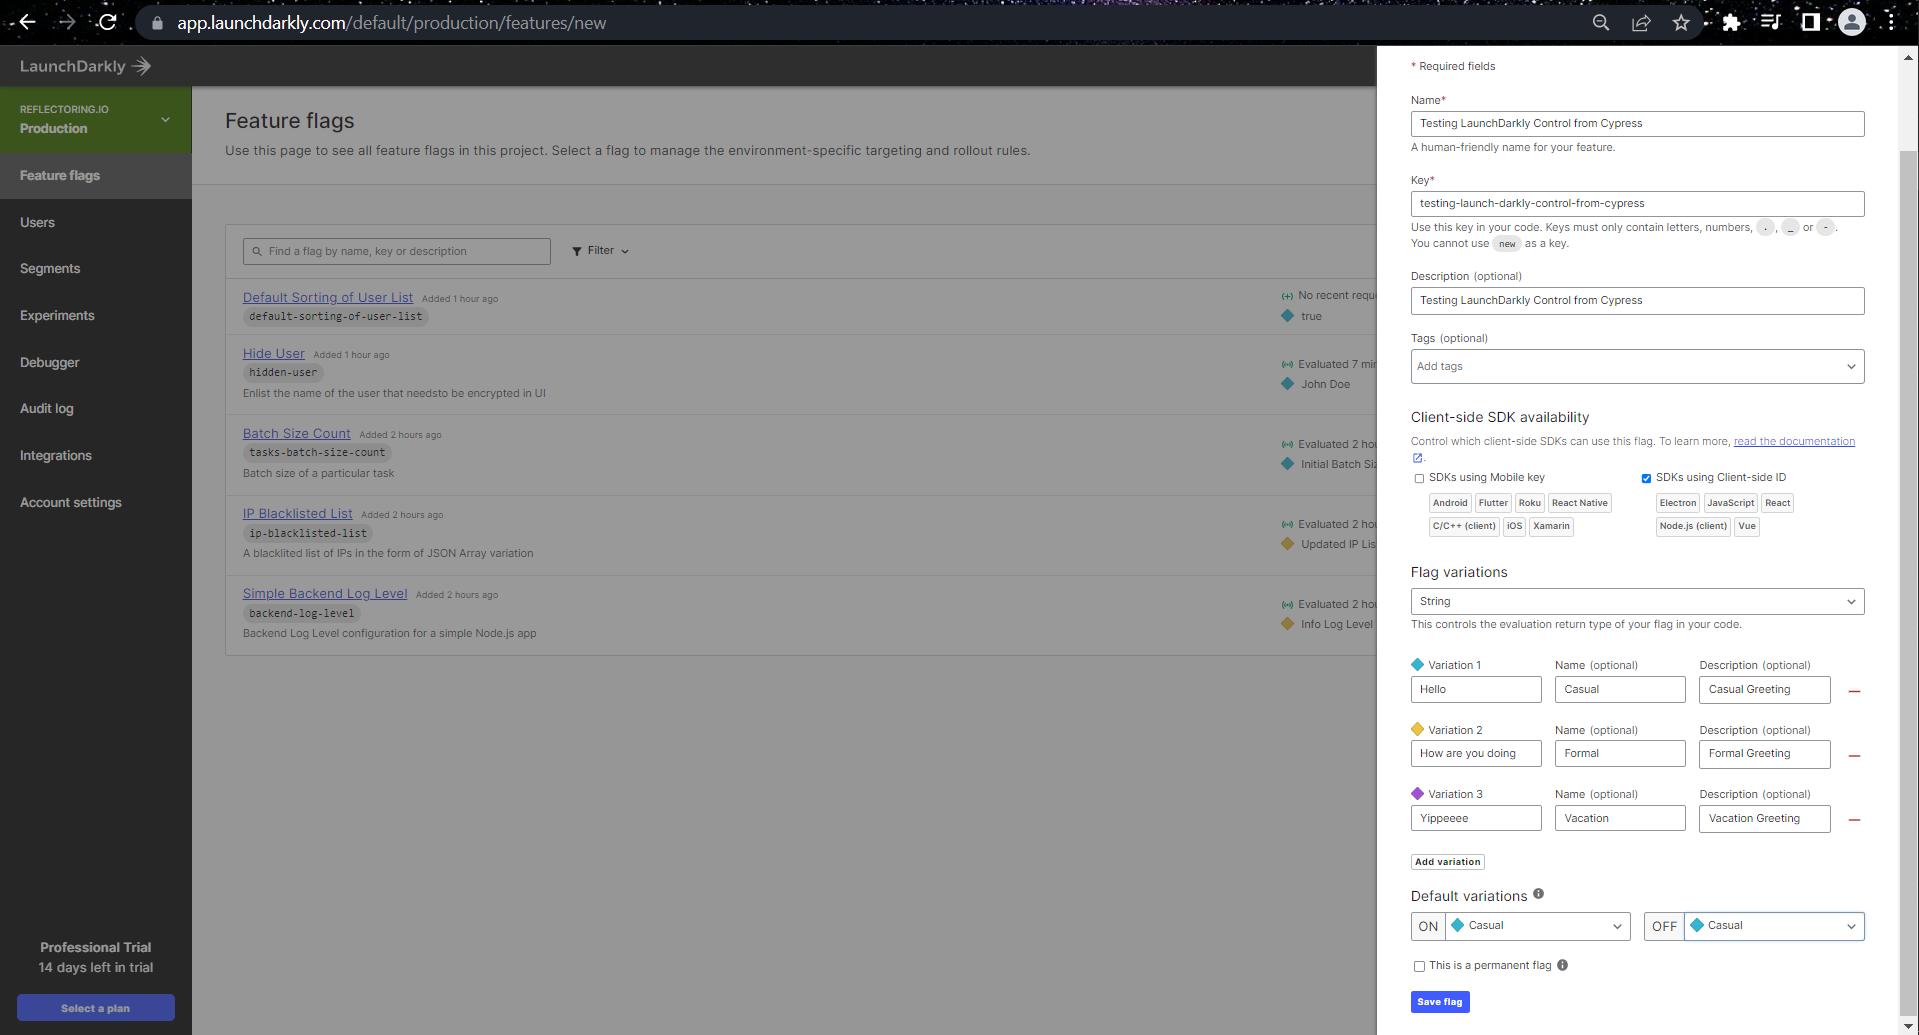 app.launchdarkly.com/default/production/features/new
LaunchDarkly
REFLECTORING.IO
Production
Feature flags
Users
Segments
Experiments
Debugger
Audit log
Integrations
Account settings
Professional Trial
14 days left in trial
Select a plan
Feature flags
Use this page to see all feature flags in this project. Select a flag to manage the environment-specific targeting and rollout rules.
Find a flag by name, key or description Filter
Default Sorting of User List Added 1 hour ago
default-sorting-of-user-list
No recent requ
true
Hide User Added 1 hour ago
hidden-user
Enlist the name of the user that needsto be encrypted in UI
Evaluated 7 min
John Doe
Batch Size Count Added 2 hours ago
tasks-batch-size-count
Batch size of a particular task
Evaluated 2 hou
Initial Batch Siz
IP Blacklisted List Added 2 hours ago
ip-blacklisted-list
A blacklited list of IPs in the form of JSON Array variation
Evaluated 2 hou
Updated IP Lis
Simple Backend Log Level Added 2 hours ago
backend-log-level
Backend Log Level configuration for a simple Node.js app
Evaluated 2 hou
Info Log Level
* Required fields
Name*
Testing LaunchDarkly Control from Cypress
A human-friendly name for your feature.
Key*
testing-launch-darkly-control-from-cypress
Use this key in your code. Keys must only contain letters, numbers, . , _ or - .
You cannot use new as a key.
Description (optional)
Testing LaunchDarkly Control from Cypress
Tags (optional)
Add tags
Client-side SDK availability
Control which client-side SDKs can use this flag. To learn more, read the documentation
.
SDKs using Mobile key
Android Flutter Roku React Native
C/C++ (client) iOS Xamarin
SDKs using Client-side ID
Electron JavaScript React
Node.js (client) Vue
Flag variations
String
This controls the evaluation return type of your flag in your code.
Variation 1 Name (optional) Description (optional)
Hello Casual Casual Greeting
Variation 2 Name (optional) Description (optional)
How are you doing Formal Formal Greeting
Variation 3 Name (optional) Description (optional)
Yippeeee Vacation Vacation Greeting
Add variation
Default variations
ON Casual OFF Casual
This is a permanent flag
Save flag